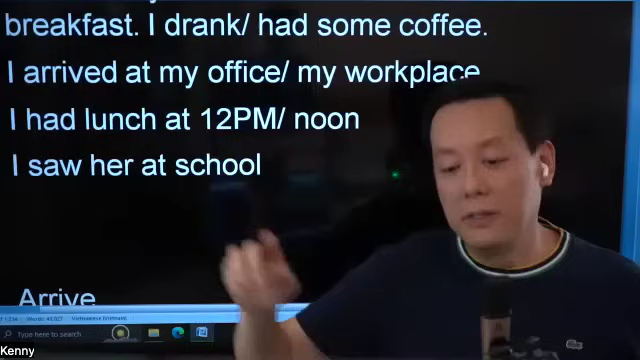 breakfast. I drank/ had some coffee.
I arrived at my office/ my workplace
I had lunch at 12PM/ noon
I saw her at school
Arrive
Type here to search
Kenny